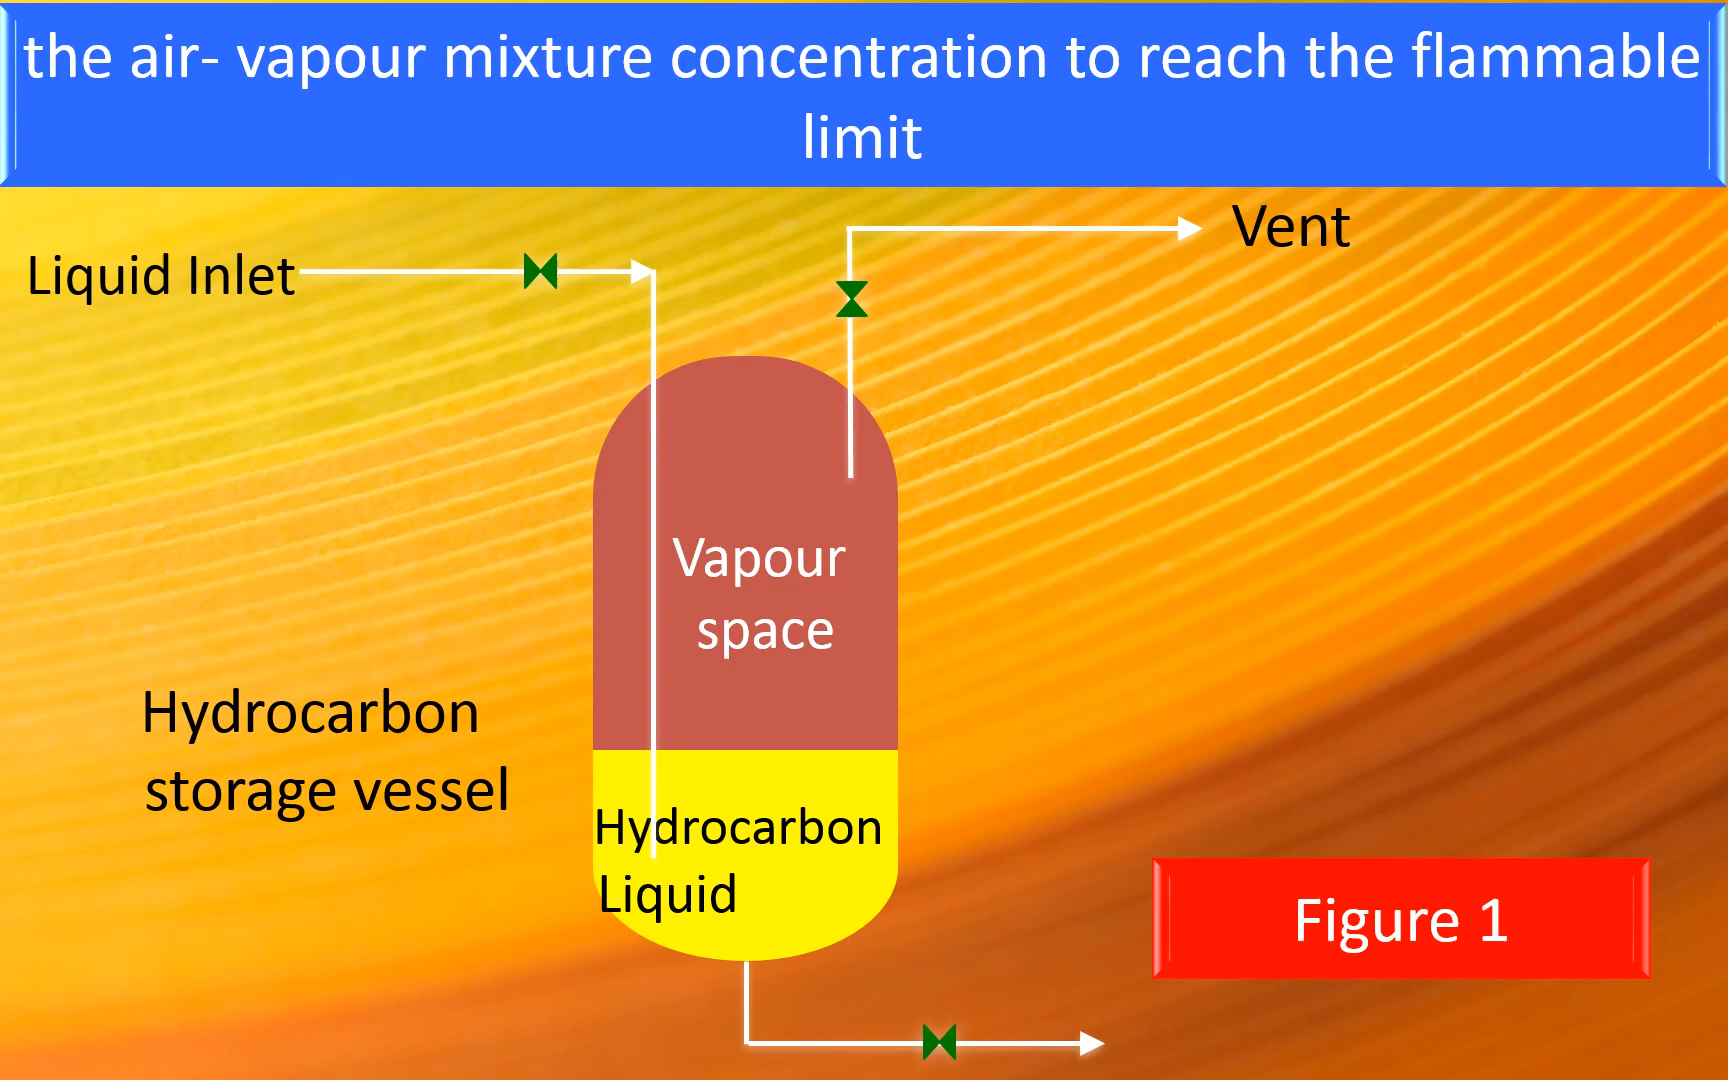 the air- vapour mixture concentration to reach the flammable
limit
Vent
Liquid Inlet
Vapour
space
Hydrocarbon
storage vessel
Hydrocarbon
Liquid
Figure 1